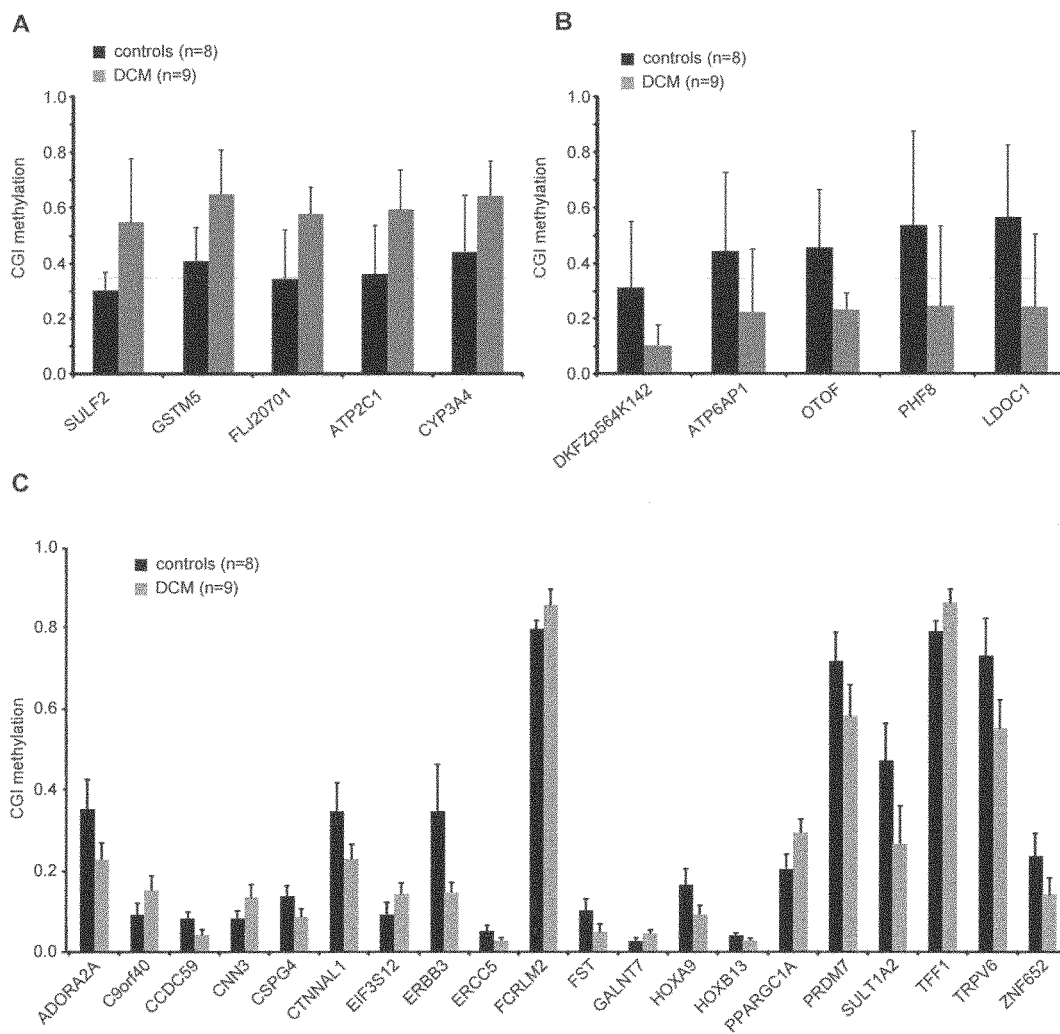 A
controls (n=8)
DCM (n=9)
CGI methylation
1.0
0.8
0.6
0.4
0.2
0.0
SULF2
GSTM5
FLJ20701
ATP2C1
CYP3A4
B
controls (n=8)
DCM (n=9)
CGI methylation
1.0
0.8
0.6
0.4
0.2
0.0
DKFZp564K142
ATP6AP1
OTOF
PHF8
LDOC1
C
controls (n=8)
DCM (n=9)
CGI methylation
1.0
0.8
0.6
0.4
0.2
0.0
ADORA2A
C9orf40
CCDC59
CNN3
CSPG4
CTNNAL1
EIF3S12
ERBB3
ERCC5
FCRLM2
FST
GALNT7
HOXA9
HOXB13
PPARGC1A
PRDM7
SULT1A2
TFF1
TRPV6
ZNF652